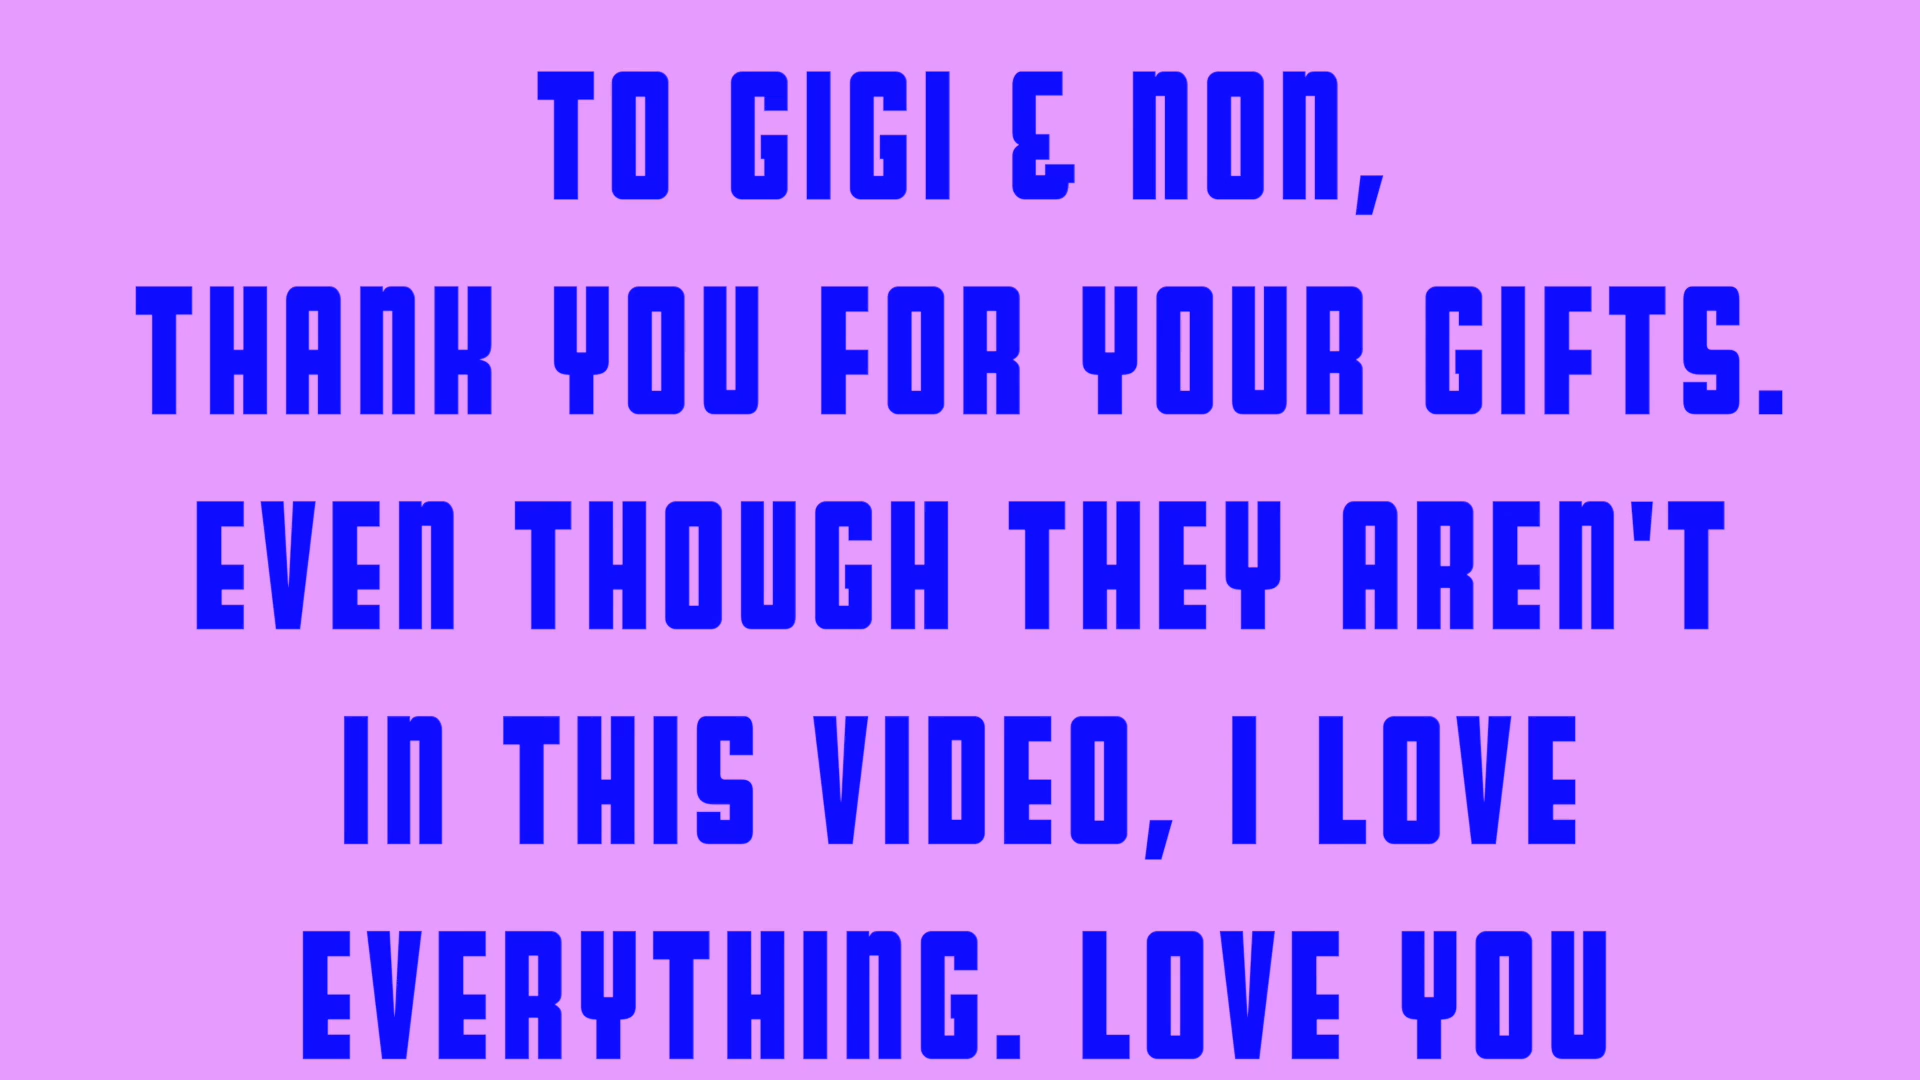 TO GIGI & NON,
THANK YOU FOR YOUR GIFTS.
EVEN THOUGH THEY AREN'T
IN THIS VIDEO, I LOVE
EVERYTHING. LOVE YOU